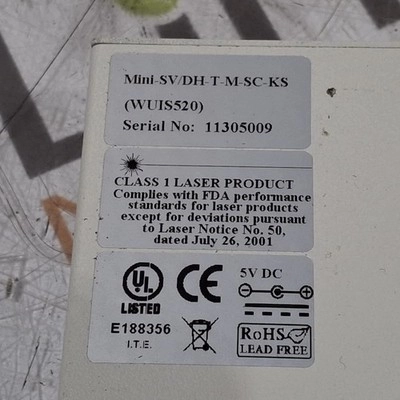 Mini-SV/DH-T-M-SC-KS
(WUIS520)
Serial No: 11305009
CLASS 1 LASER PRODUCT
Complies with FDA performance
standards for laser products
except for deviations pursuant
to Laser Notice No. 50,
dated July 26, 2001
UL
LISTED
E188356
I.T.E.
CE
5V DC
RoHS
LEAD FREE